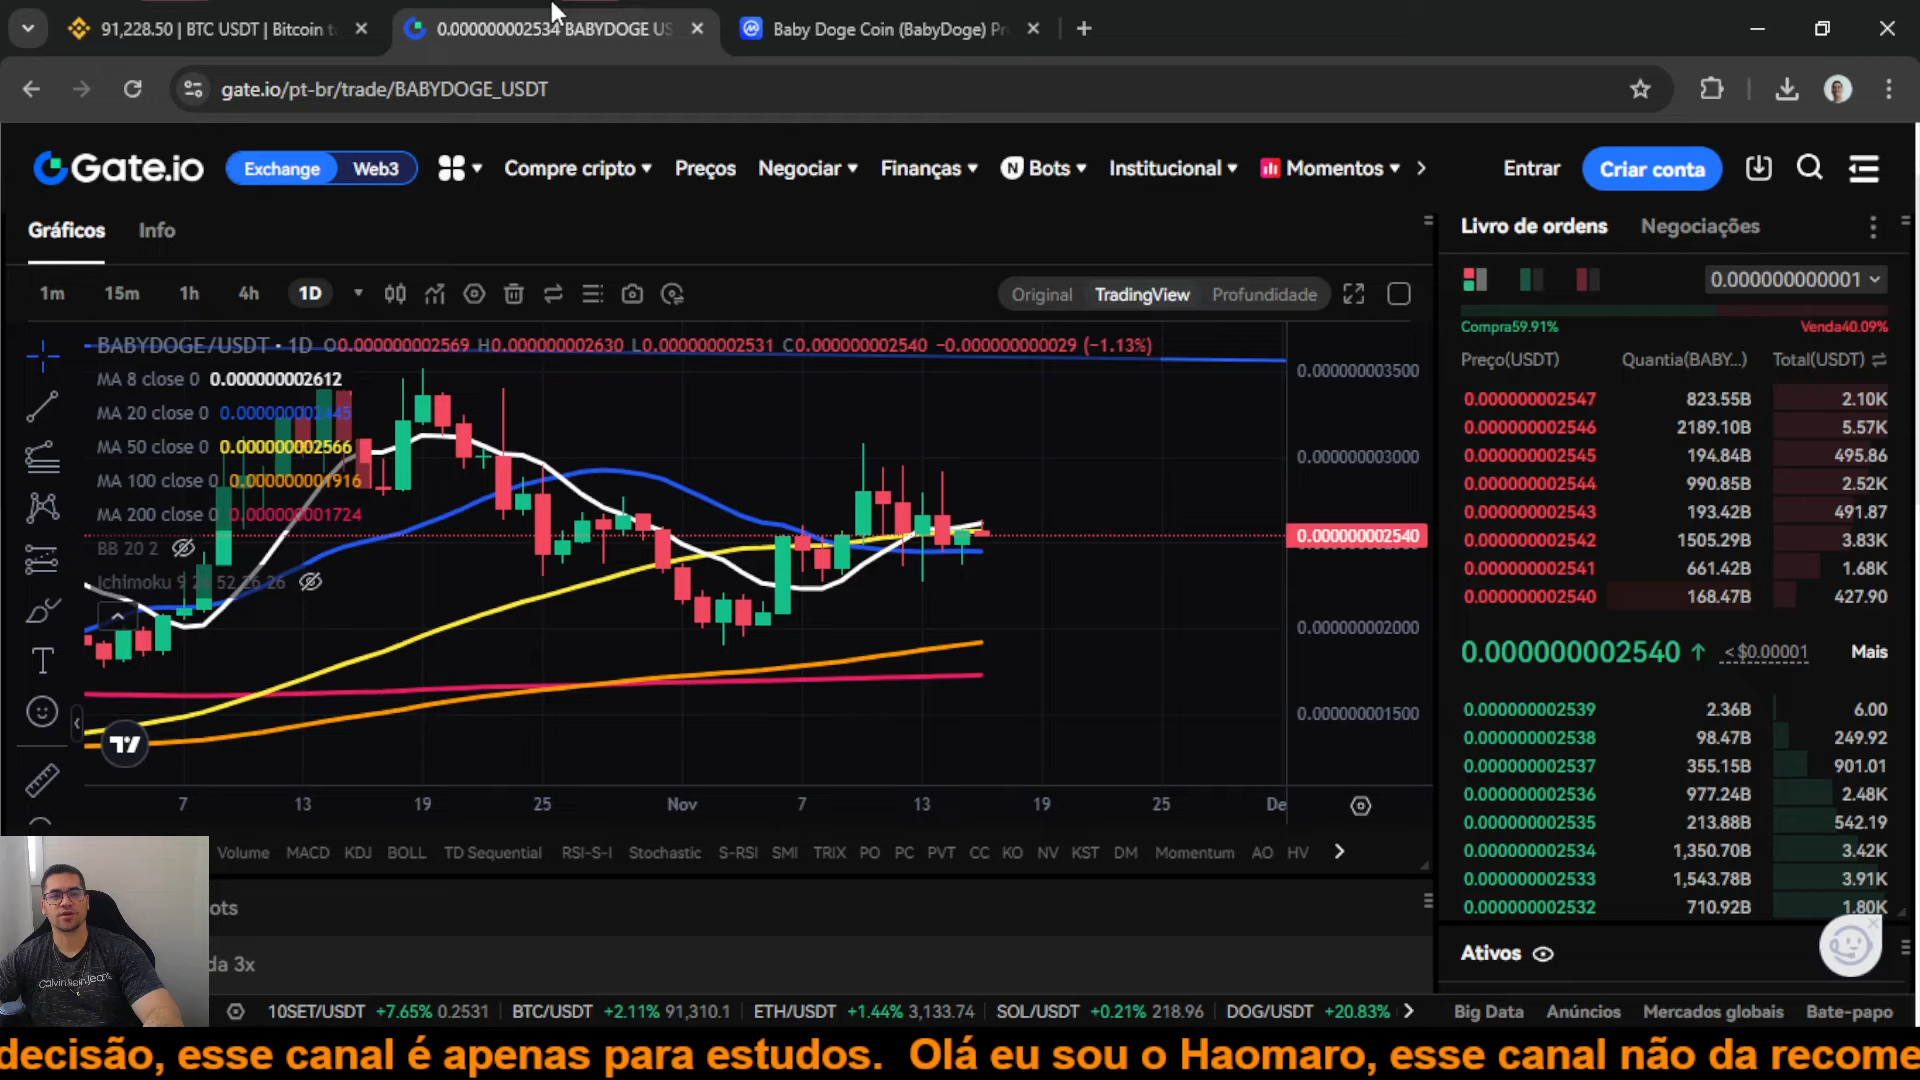 91,228.50 | BTC USDT | Bitcoin t
0.000000002534 BABYDOGE US
Baby Doge Coin (BabyDoge) Pr
gate.io/pt-br/trade/BABYDOGE_USDT
Gate.io
Exchange
Web3
Compre cripto
Preços
Negociar
Finanças
Bots
Institucional
Momentos
Entrar
Criar conta
Gráficos
Info
Livro de ordens
Negociações
1m 15m 1h 4h 1D
Original
TradingView
Profundidade
0.000000000001
Compra59.91%
Venda40.09%
Preço(USDT) Quantia(BABY...) Total(USDT)
BABYDOGE/USDT · 1D O0.000000002569 H0.000000002630 L0.000000002531 C0.000000002540 −0.000000000029 (−1.13%)
MA 8 close 0 0.000000002612
MA 20 close 0 0.000000002445
MA 50 close 0 0.000000002566
MA 100 close 0 0.000000001916
MA 200 close 0 0.000000001724
BB 20 2
Ichimoku 9 26 52 26 26
0.000000003500
0.000000003000
0.000000002540
0.000000002000
0.000000001500
7 13 19 25 Nov 7 13 19 25 De
0.000000002547 823.55B 2.10K
0.000000002546 2189.10B 5.57K
0.000000002545 194.84B 495.86
0.000000002544 990.85B 2.52K
0.000000002543 193.42B 491.87
0.000000002542 1505.29B 3.83K
0.000000002541 661.42B 1.68K
0.000000002540 168.47B 427.90
0.000000002540 ↑ <$0.00001 Mais
0.000000002539 2.36B 6.00
0.000000002538 98.47B 249.92
0.000000002537 355.15B 901.01
0.000000002536 977.24B 2.48K
0.000000002535 213.88B 542.19
0.000000002534 1,350.70B 3.42K
0.000000002533 1,543.78B 3.91K
0.000000002532 710.92B 1.80K
Volume MACD KDJ BOLL TD Sequential RSI-S-I Stochastic S-RSI SMI TRIX PO PC PVT CC KO NV KST DM Momentum AO HV
ots
da 3x
Ativos
Calvin Klein Jeans
10SET/USDT +7.65% 0.2531 BTC/USDT +2.11% 91,310.1 ETH/USDT +1.44% 3,133.74 SOL/USDT +0.21% 218.96 DOG/USDT +20.83%
Big Data Anúncios Mercados globais Bate-papo
decisão, esse canal é apenas para estudos. Olá eu sou o Haomaro, esse canal não da recome